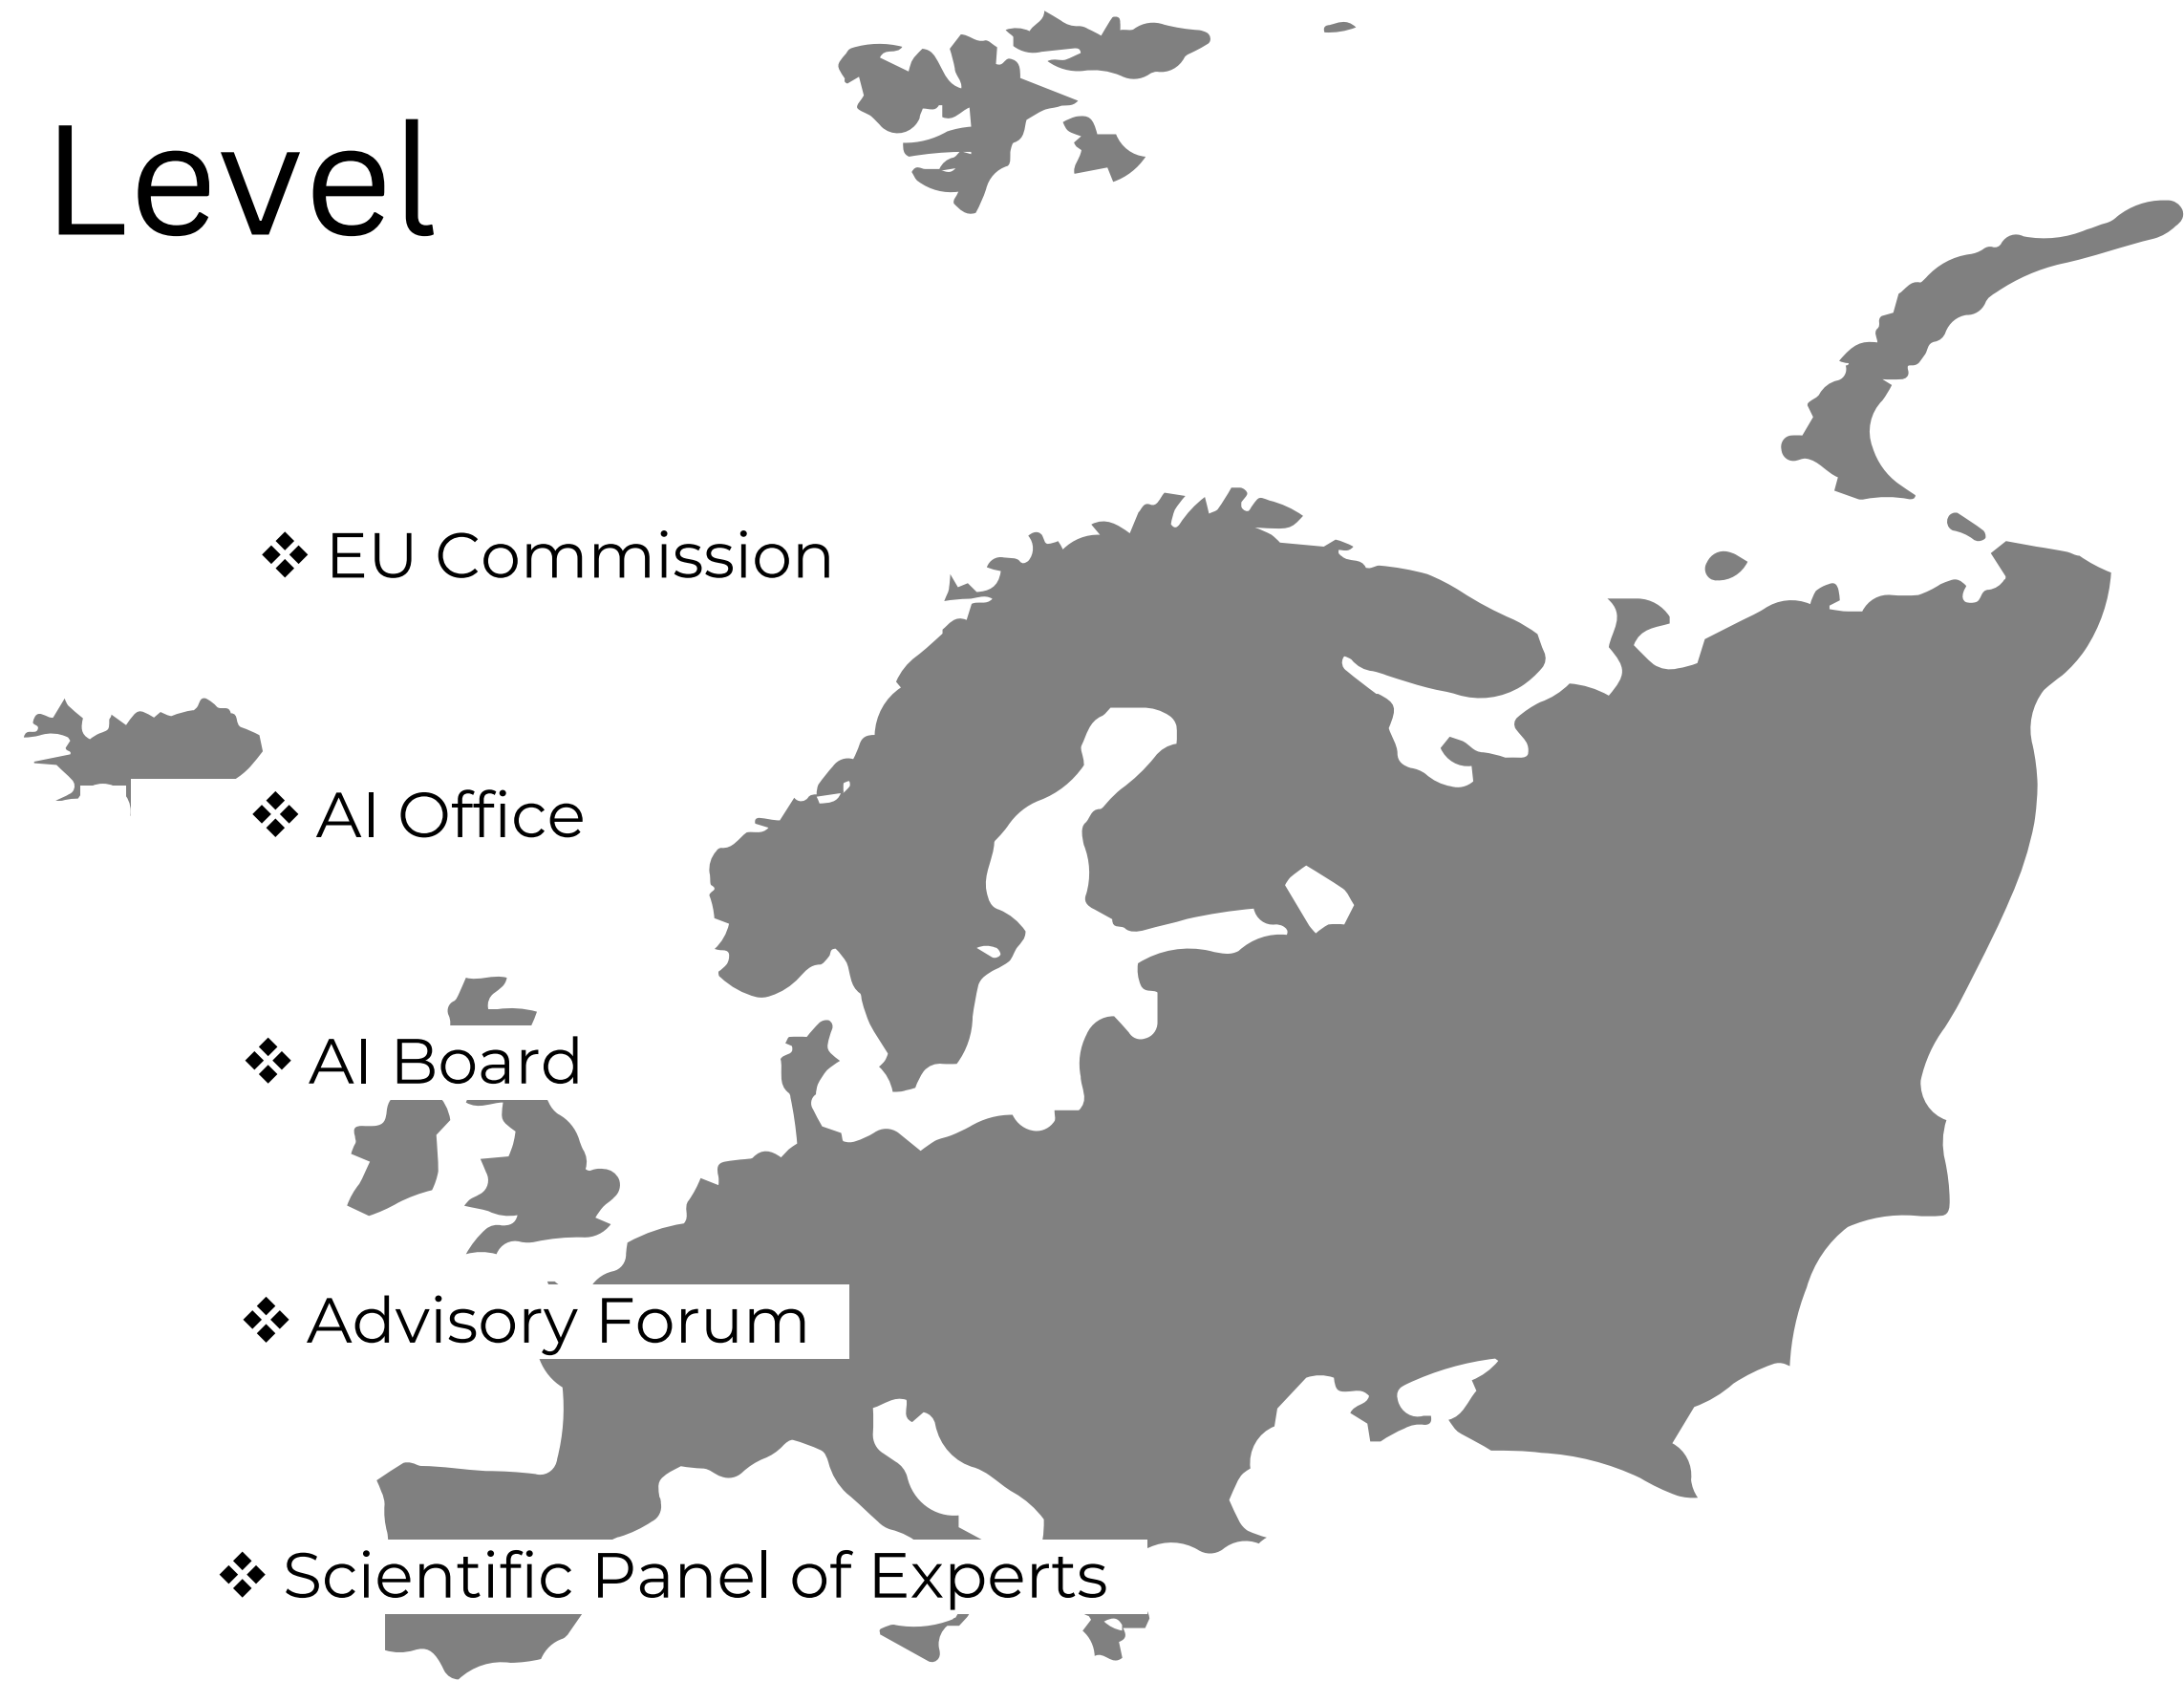 Level
❖ EU Commission
❖ AI Office
❖ AI Board
❖ Advisory Forum
❖ Scientific Panel of Experts